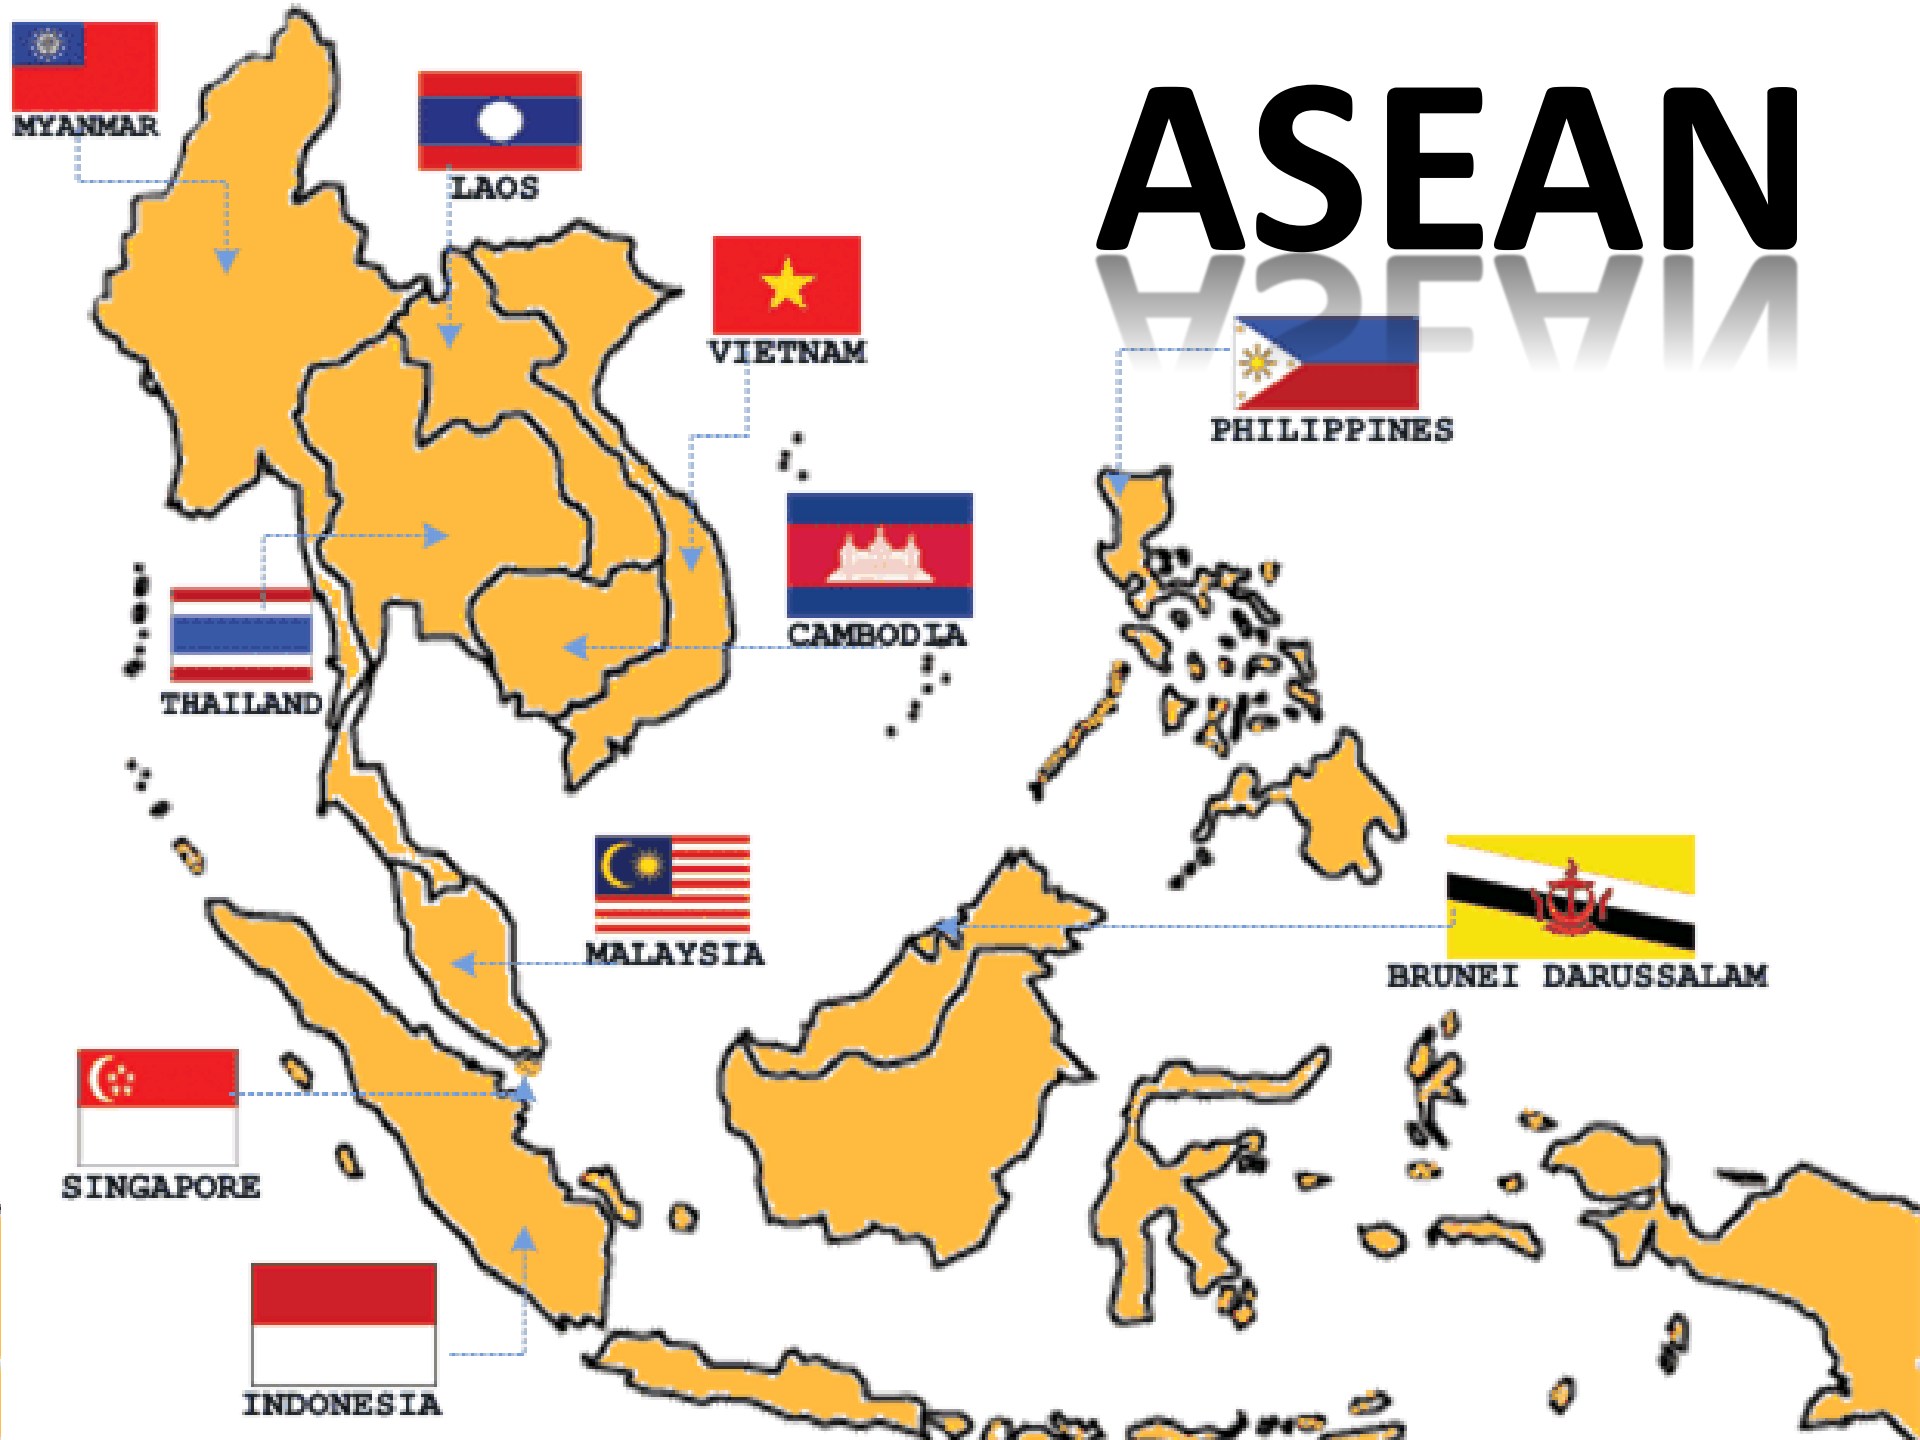 ASEAN
MYANMAR
LAOS
VIETNAM
PHILIPPINES
CAMBODIA
THAILAND
MALAYSIA
BRUNEI DARUSSALAM
SINGAPORE
INDONESIA